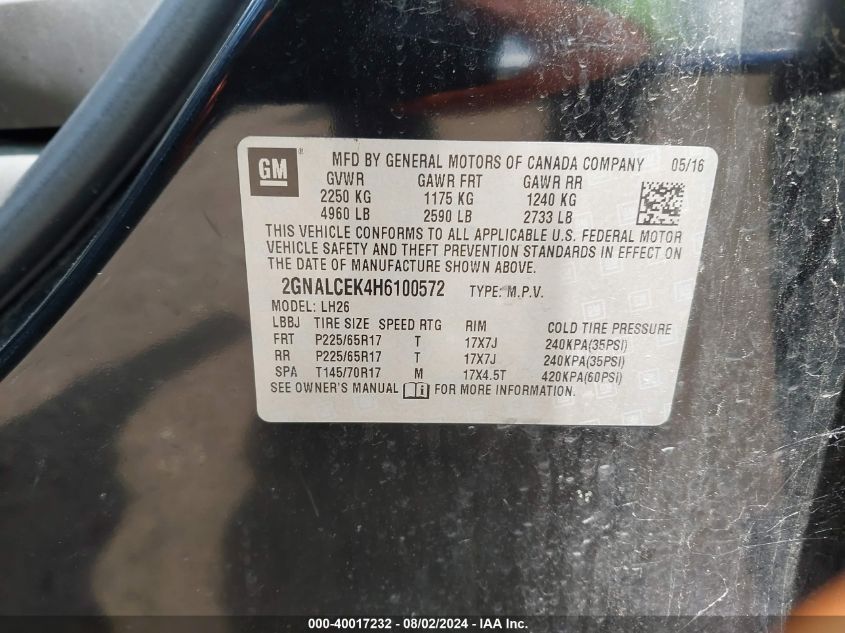 GM
MFD BY GENERAL MOTORS OF CANADA COMPANY 05/16
GVWR GAWR FRT GAWR RR
2250 KG 1175 KG 1240 KG
4960 LB 2590 LB 2733 LB
THIS VEHICLE CONFORMS TO ALL APPLICABLE U.S. FEDERAL MOTOR
VEHICLE SAFETY AND THEFT PREVENTION STANDARDS IN EFFECT ON
THE DATE OF MANUFACTURE SHOWN ABOVE.
2GNALCEK4H6100572 TYPE: M.P.V.
MODEL: LH26
LBBJ TIRE SIZE SPEED RTG RIM COLD TIRE PRESSURE
FRT P225/65R17 T 17X7J 240KPA(35PSI)
RR P225/65R17 T 17X7J 240KPA(35PSI)
SPA T145/70R17 M 17X4.5T 420KPA(60PSI)
SEE OWNER'S MANUAL FOR MORE INFORMATION.
000-40017232 - 08/02/2024 - IAA Inc.